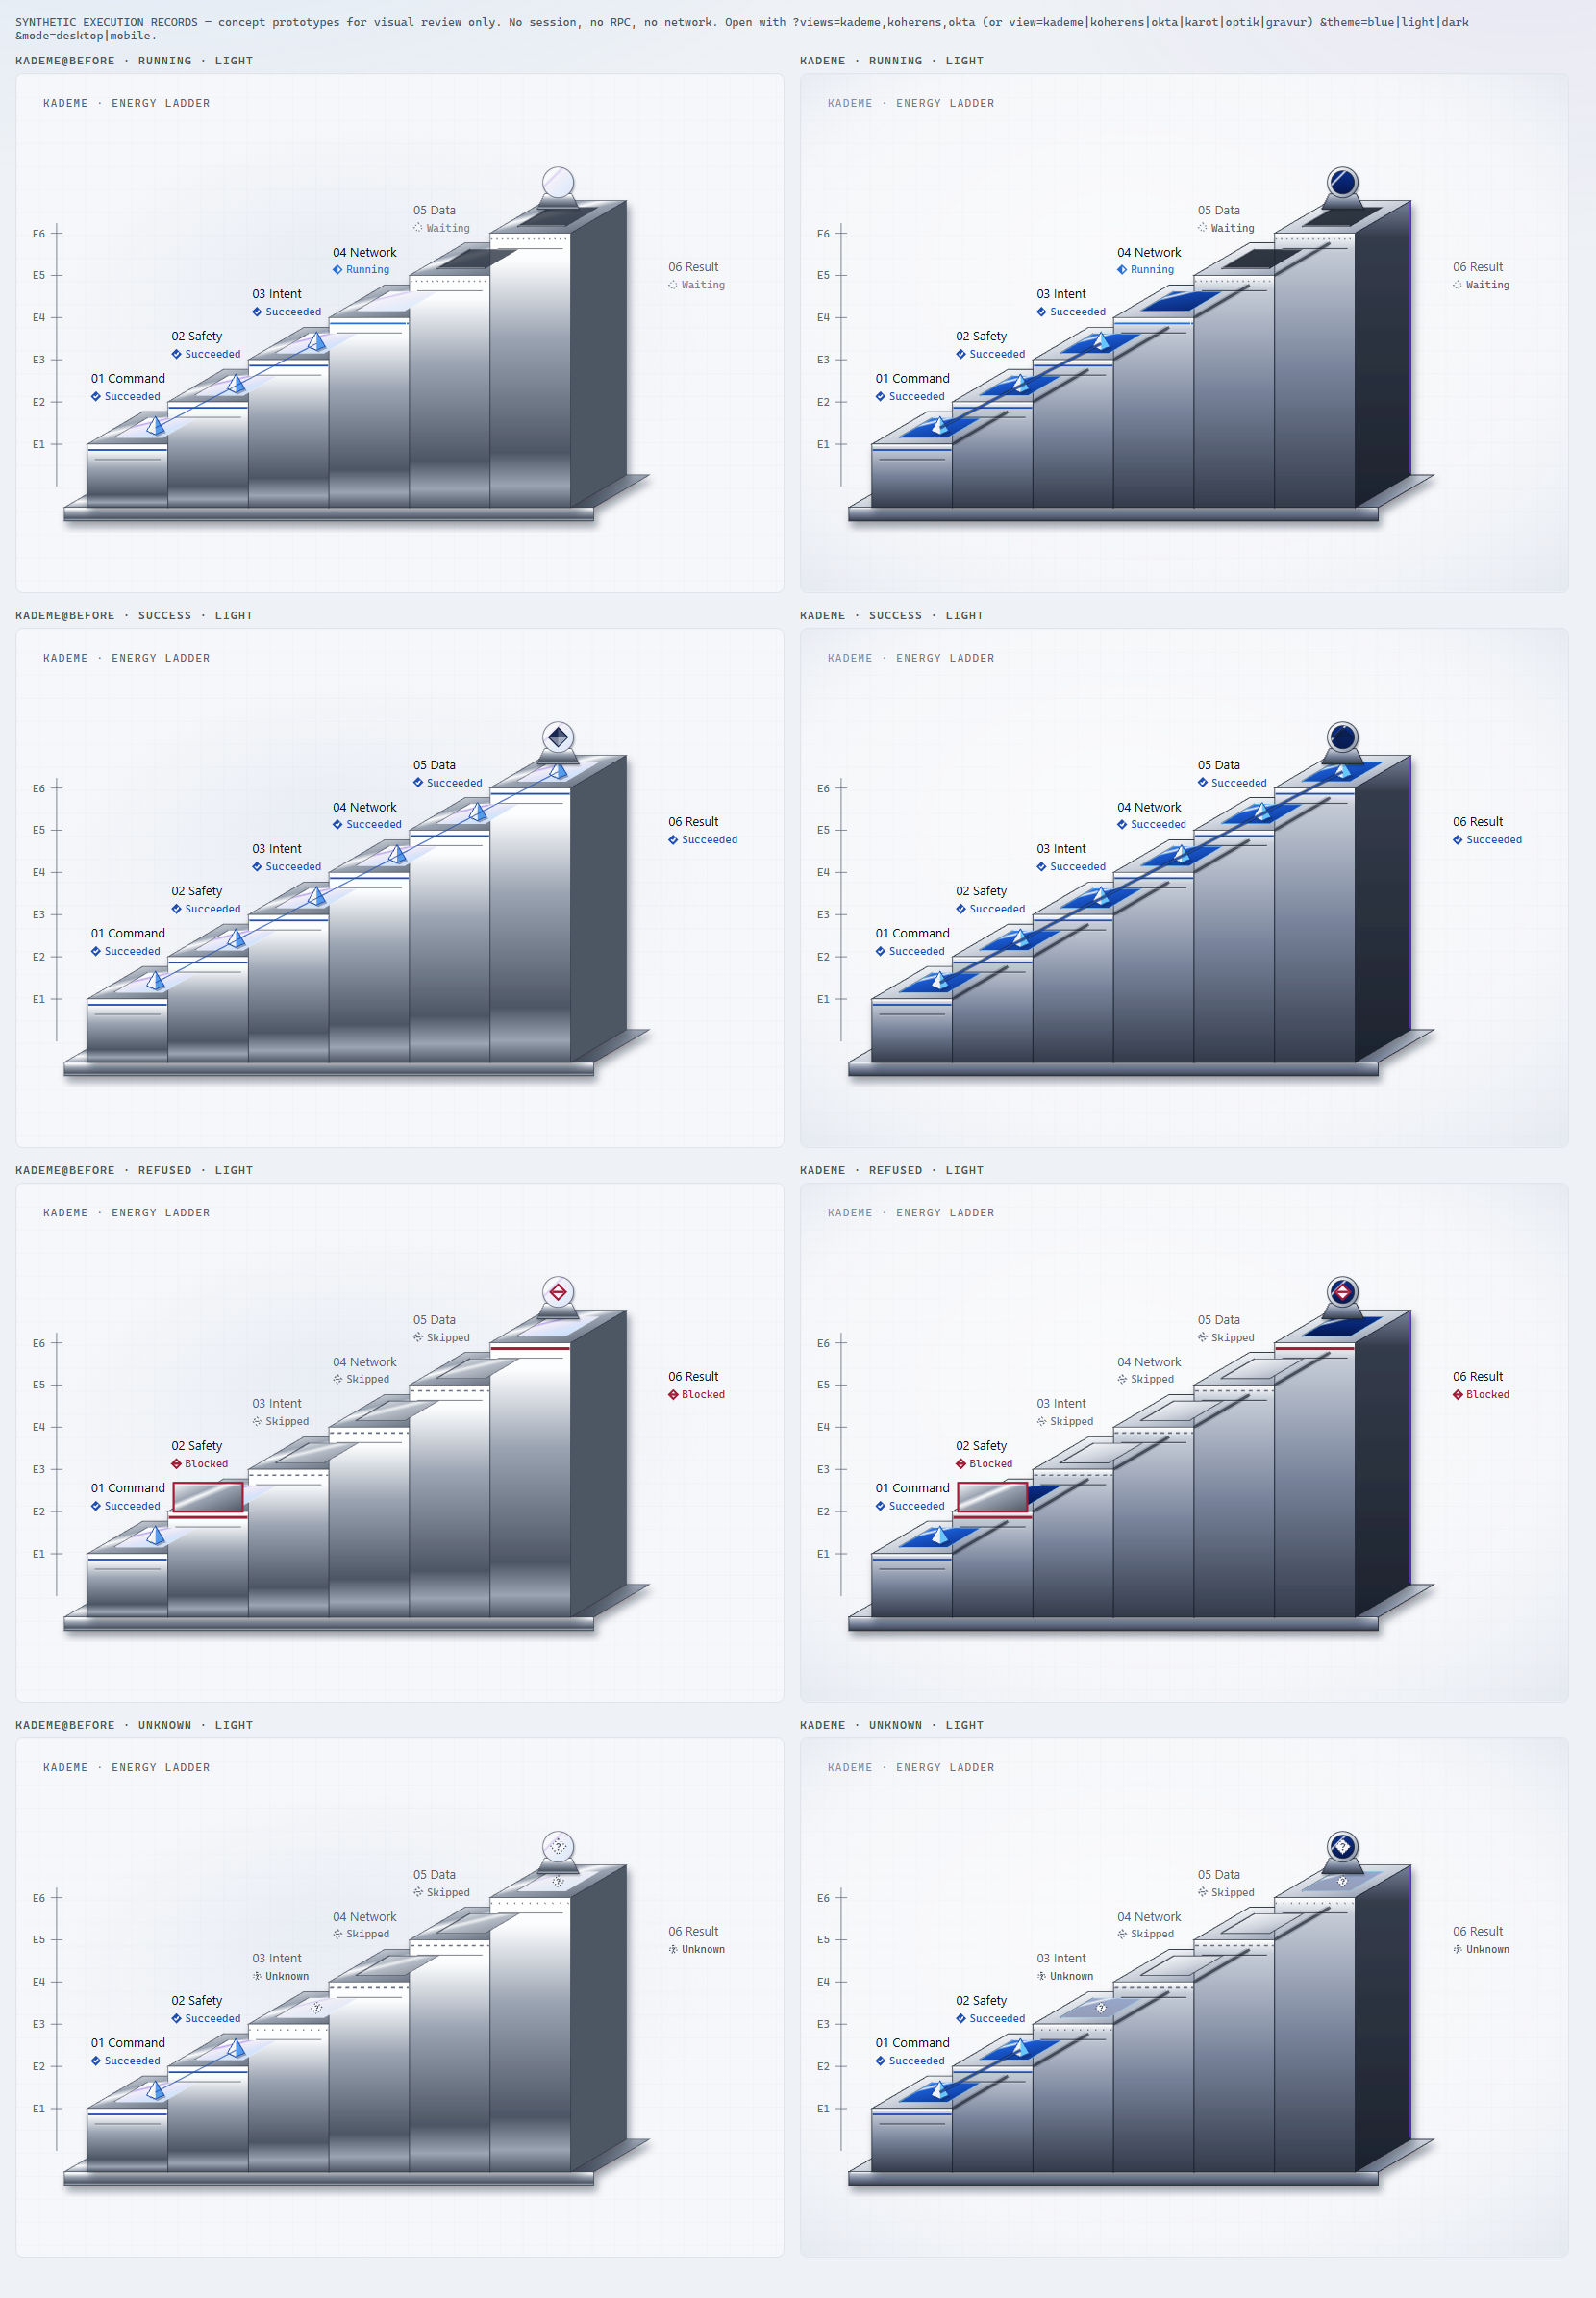 SYNTHETIC EXECUTION RECORDS — concept prototypes for visual review only. No session, no RPC, no network. Open with ?views=kademe,koherens,okta (or view=kademe|koherens|okta|karot|optik|gravur) &theme=blue|light|dark
&mode=desktop|mobile.
KADEME@BEFORE · RUNNING · LIGHT
KADEME · ENERGY LADDER
05 Data
Waiting
E6
04 Network
Running
06 Result
Waiting
E5
03 Intent
Succeeded
E4
02 Safety
Succeeded
E3
01 Command
Succeeded
E2
E1
KADEME · RUNNING · LIGHT
KADEME · ENERGY LADDER
05 Data
Waiting
E6
04 Network
Running
06 Result
Waiting
E5
03 Intent
Succeeded
E4
02 Safety
Succeeded
E3
01 Command
Succeeded
E2
E1
KADEME@BEFORE · SUCCESS · LIGHT
KADEME · ENERGY LADDER
05 Data
Succeeded
E6
04 Network
Succeeded
06 Result
Succeeded
E5
03 Intent
Succeeded
E4
02 Safety
Succeeded
E3
01 Command
Succeeded
E2
E1
KADEME · SUCCESS · LIGHT
KADEME · ENERGY LADDER
05 Data
Succeeded
E6
04 Network
Succeeded
06 Result
Succeeded
E5
03 Intent
Succeeded
E4
02 Safety
Succeeded
E3
01 Command
Succeeded
E2
E1
KADEME@BEFORE · REFUSED · LIGHT
KADEME · ENERGY LADDER
05 Data
Skipped
E6
04 Network
Skipped
06 Result
Blocked
E5
03 Intent
Skipped
E4
02 Safety
Blocked
E3
01 Command
Succeeded
E2
E1
KADEME · REFUSED · LIGHT
KADEME · ENERGY LADDER
05 Data
Skipped
E6
04 Network
Skipped
06 Result
Blocked
E5
03 Intent
Skipped
E4
02 Safety
Blocked
E3
01 Command
Succeeded
E2
E1
KADEME@BEFORE · UNKNOWN · LIGHT
KADEME · ENERGY LADDER
?
05 Data
?
Skipped
E6
04 Network
Skipped
06 Result
Unknown
E5
03 Intent
Unknown
E4
?
02 Safety
Succeeded
E3
01 Command
Succeeded
E2
E1
KADEME · UNKNOWN · LIGHT
KADEME · ENERGY LADDER
?
05 Data
?
Skipped
E6
04 Network
Skipped
06 Result
Unknown
E5
03 Intent
Unknown
E4
?
02 Safety
Succeeded
E3
01 Command
Succeeded
E2
E1